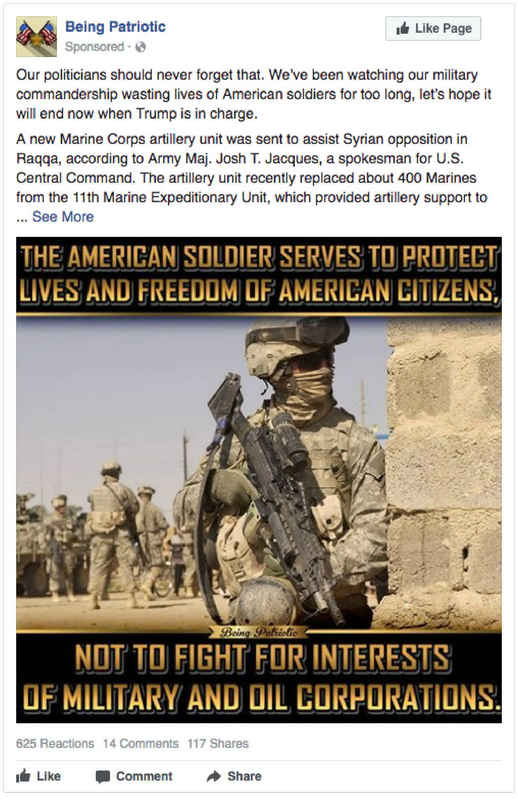 Being Patriotic
Sponsored ·
Like Page
Our politicians should never forget that. We've been watching our military
commandership wasting lives of American soldiers for too long, let's hope it
will end now when Trump is in charge.
A new Marine Corps artillery unit was sent to assist Syrian opposition in
Raqqa, according to Army Maj. Josh T. Jacques, a spokesman for U.S.
Central Command. The artillery unit recently replaced about 400 Marines
from the 11th Marine Expeditionary Unit, which provided artillery support to
... See More
THE AMERICAN SOLDIER SERVES TO PROTECT
LIVES AND FREEDOM OF AMERICAN CITIZENS,
Being Patriotic
NOT TO FIGHT FOR INTERESTS
OF MILITARY AND OIL CORPORATIONS.
625 Reactions 14 Comments 117 Shares
Like Comment Share